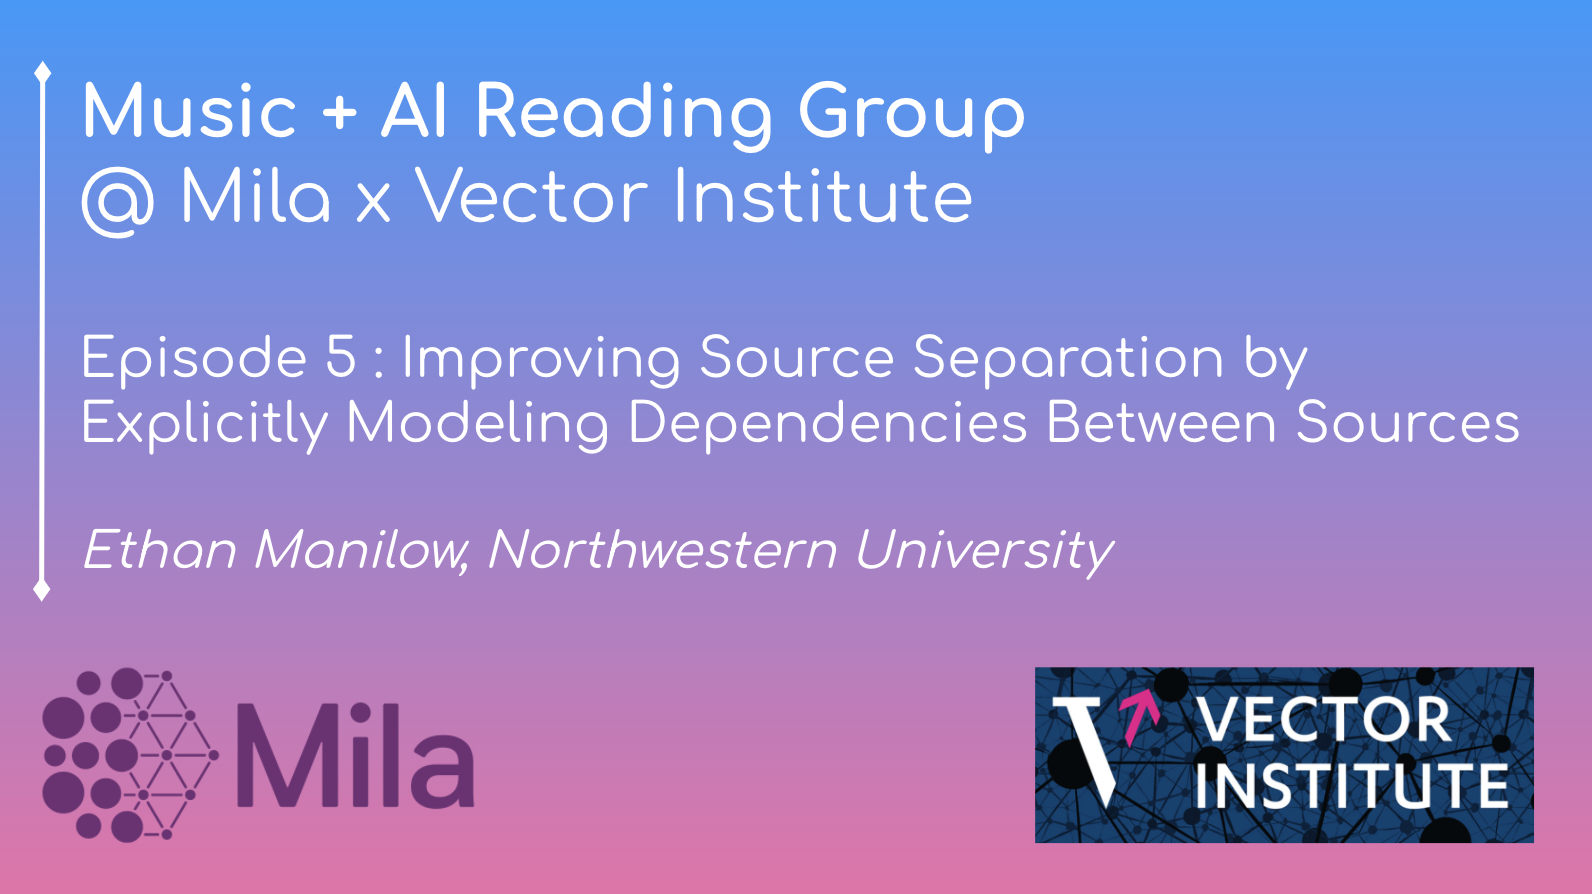 Music + AI Reading Group
@ Mila x Vector Institute
Episode 5 : Improving Source Separation by
Explicitly Modeling Dependencies Between Sources
Ethan Manilow, Northwestern University
Mila
VECTOR
INSTITUTE